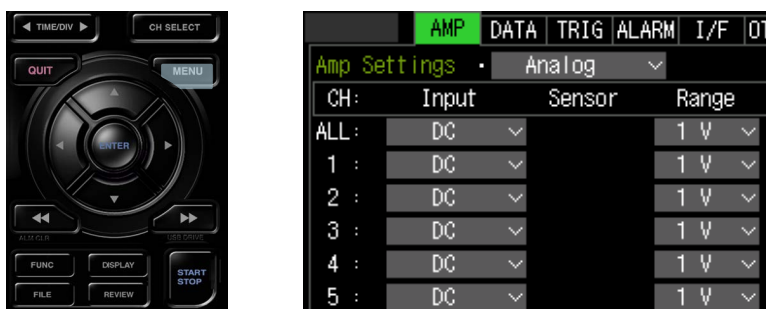 TIME/DIV
CH SELECT
QUIT
MENU
ENTER
ALM CLR
USB DRIVE
FUNC
DISPLAY
START
STOP
FILE
REVIEW
AMP DATA TRIG ALARM I/F OT
Amp Settings · Analog
CH: Input Sensor Range
ALL: DC 1 V
1 : DC 1 V
2 : DC 1 V
3 : DC 1 V
4 : DC 1 V
5 : DC 1 V